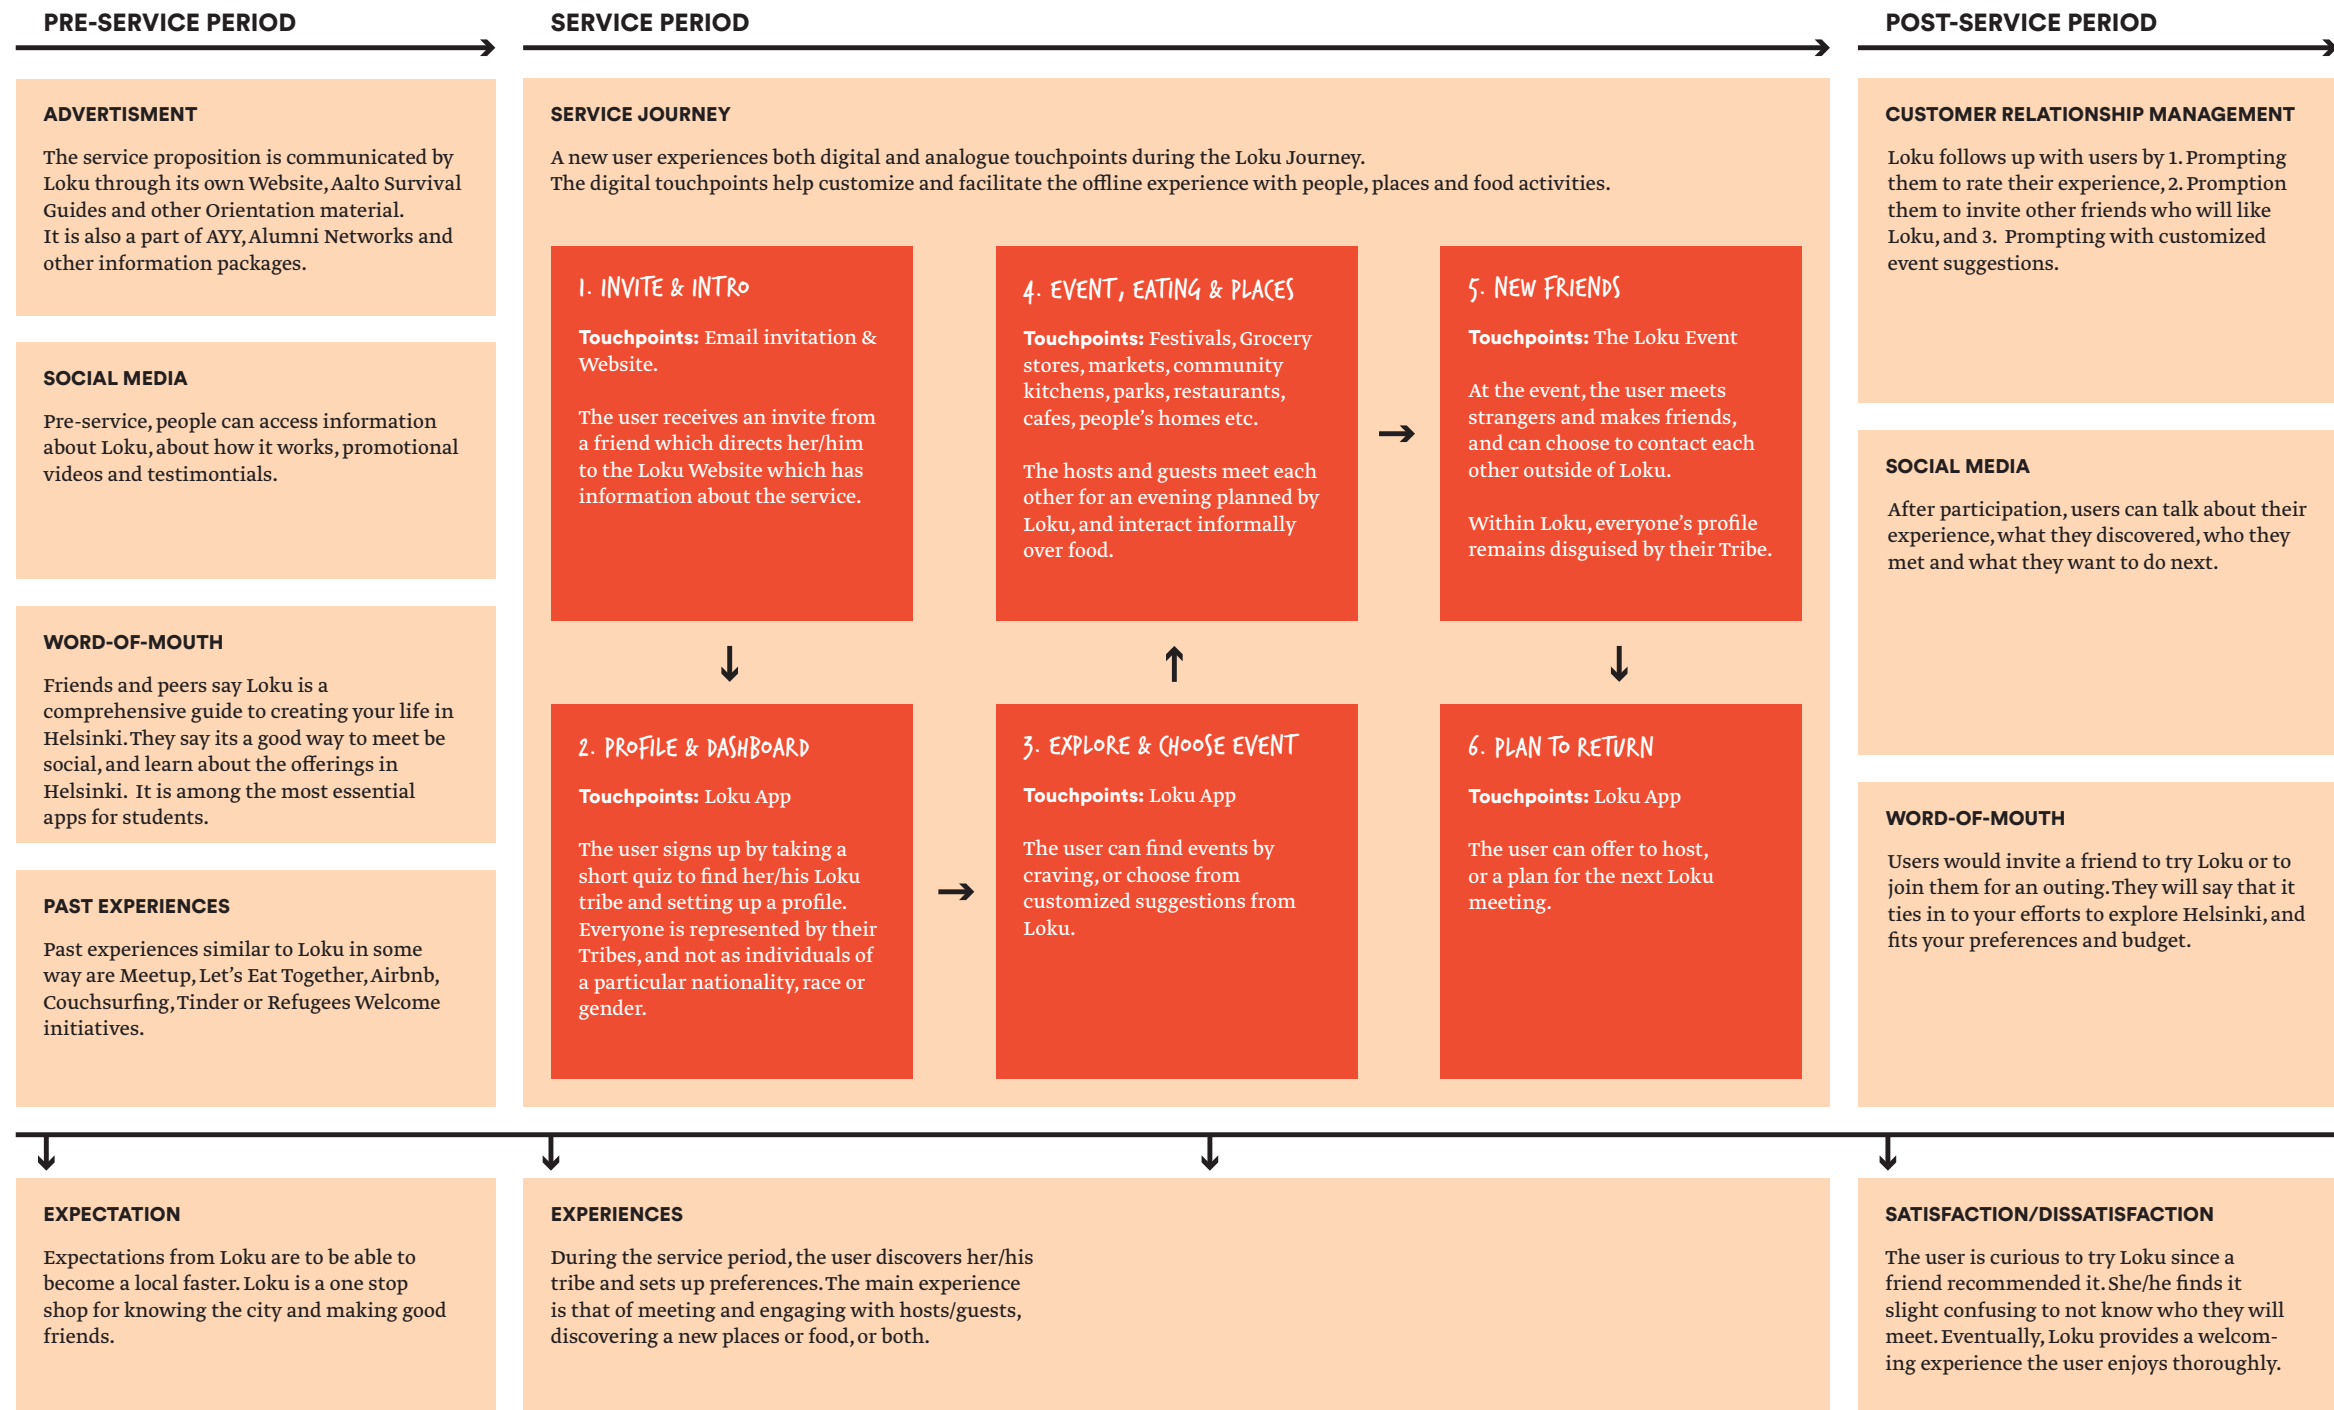 PRE-SERVICE PERIOD
ADVERTISMENT
The service proposition is communicated by
Loku through its own Website, Aalto Survival
Guides and other Orientation material.
It is also a part of AYY, Alumni Networks and
other information packages.
SOCIAL MEDIA
Pre-service, people can access information
about Loku, about how it works, promotional
videos and testimontials.
WORD-OF-MOUTH
Friends and peers say Loku is a
comprehensive guide to creating your life in
Helsinki. They say its a good way to meet be
social, and learn about the offerings in
Helsinki. It is among the most essential
apps for students.
PAST EXPERIENCES
Past experiences similar to Loku in some
way are Meetup, Let’s Eat Together, Airbnb,
Couchsurfing, Tinder or Refugees Welcome
initiatives.
SERVICE PERIOD
SERVICE JOURNEY
A new user experiences both digital and analogue touchpoints during the Loku Journey.
The digital touchpoints help customize and facilitate the offline experience with people, places and food activities.
1. INVITE & INTRO
Touchpoints: Email invitation &
Website.
The user receives an invite from
a friend which directs her/him
to the Loku Website which has
information about the service.
2. PROFILE & DASHBOARD
Touchpoints: Loku App
The user signs up by taking a
short quiz to find her/his Loku
tribe and setting up a profile.
Everyone is represented by their
Tribes, and not as individuals of
a particular nationality, race or
gender.
3. EXPLORE & CHOOSE EVENT
Touchpoints: Loku App
The user can find events by
craving, or choose from
customized suggestions from
Loku.
4. EVENT, EATING & PLACES
Touchpoints: Festivals, Grocery
stores, markets, community
kitchens, parks, restaurants,
cafes, people’s homes etc.
The hosts and guests meet each
other for an evening planned by
Loku, and interact informally
over food.
5. NEW FRIENDS
Touchpoints: The Loku Event
At the event, the user meets
strangers and makes friends,
and can choose to contact each
other outside of Loku.
Within Loku, everyone’s profile
remains disguised by their Tribe.
6. PLAN TO RETURN
Touchpoints: Loku App
The user can offer to host,
or a plan for the next Loku
meeting.
POST-SERVICE PERIOD
CUSTOMER RELATIONSHIP MANAGEMENT
Loku follows up with users by 1. Prompting
them to rate their experience, 2. Promption
them to invite other friends who will like
Loku, and 3. Prompting with customized
event suggestions.
SOCIAL MEDIA
After participation, users can talk about their
experience, what they discovered, who they
met and what they want to do next.
WORD-OF-MOUTH
Users would invite a friend to try Loku or to
join them for an outing. They will say that it
ties in to your efforts to explore Helsinki, and
fits your preferences and budget.
EXPECTATION
Expectations from Loku are to be able to
become a local faster. Loku is a one stop
shop for knowing the city and making good
friends.
EXPERIENCES
During the service period, the user discovers her/his
tribe and sets up preferences. The main experience
is that of meeting and engaging with hosts/guests,
discovering a new places or food, or both.
SATISFACTION/DISSATISFACTION
The user is curious to try Loku since a
friend recommended it. She/he finds it
slight confusing to not know who they will
meet. Eventually, Loku provides a welcom-
ing experience the user enjoys thoroughly.